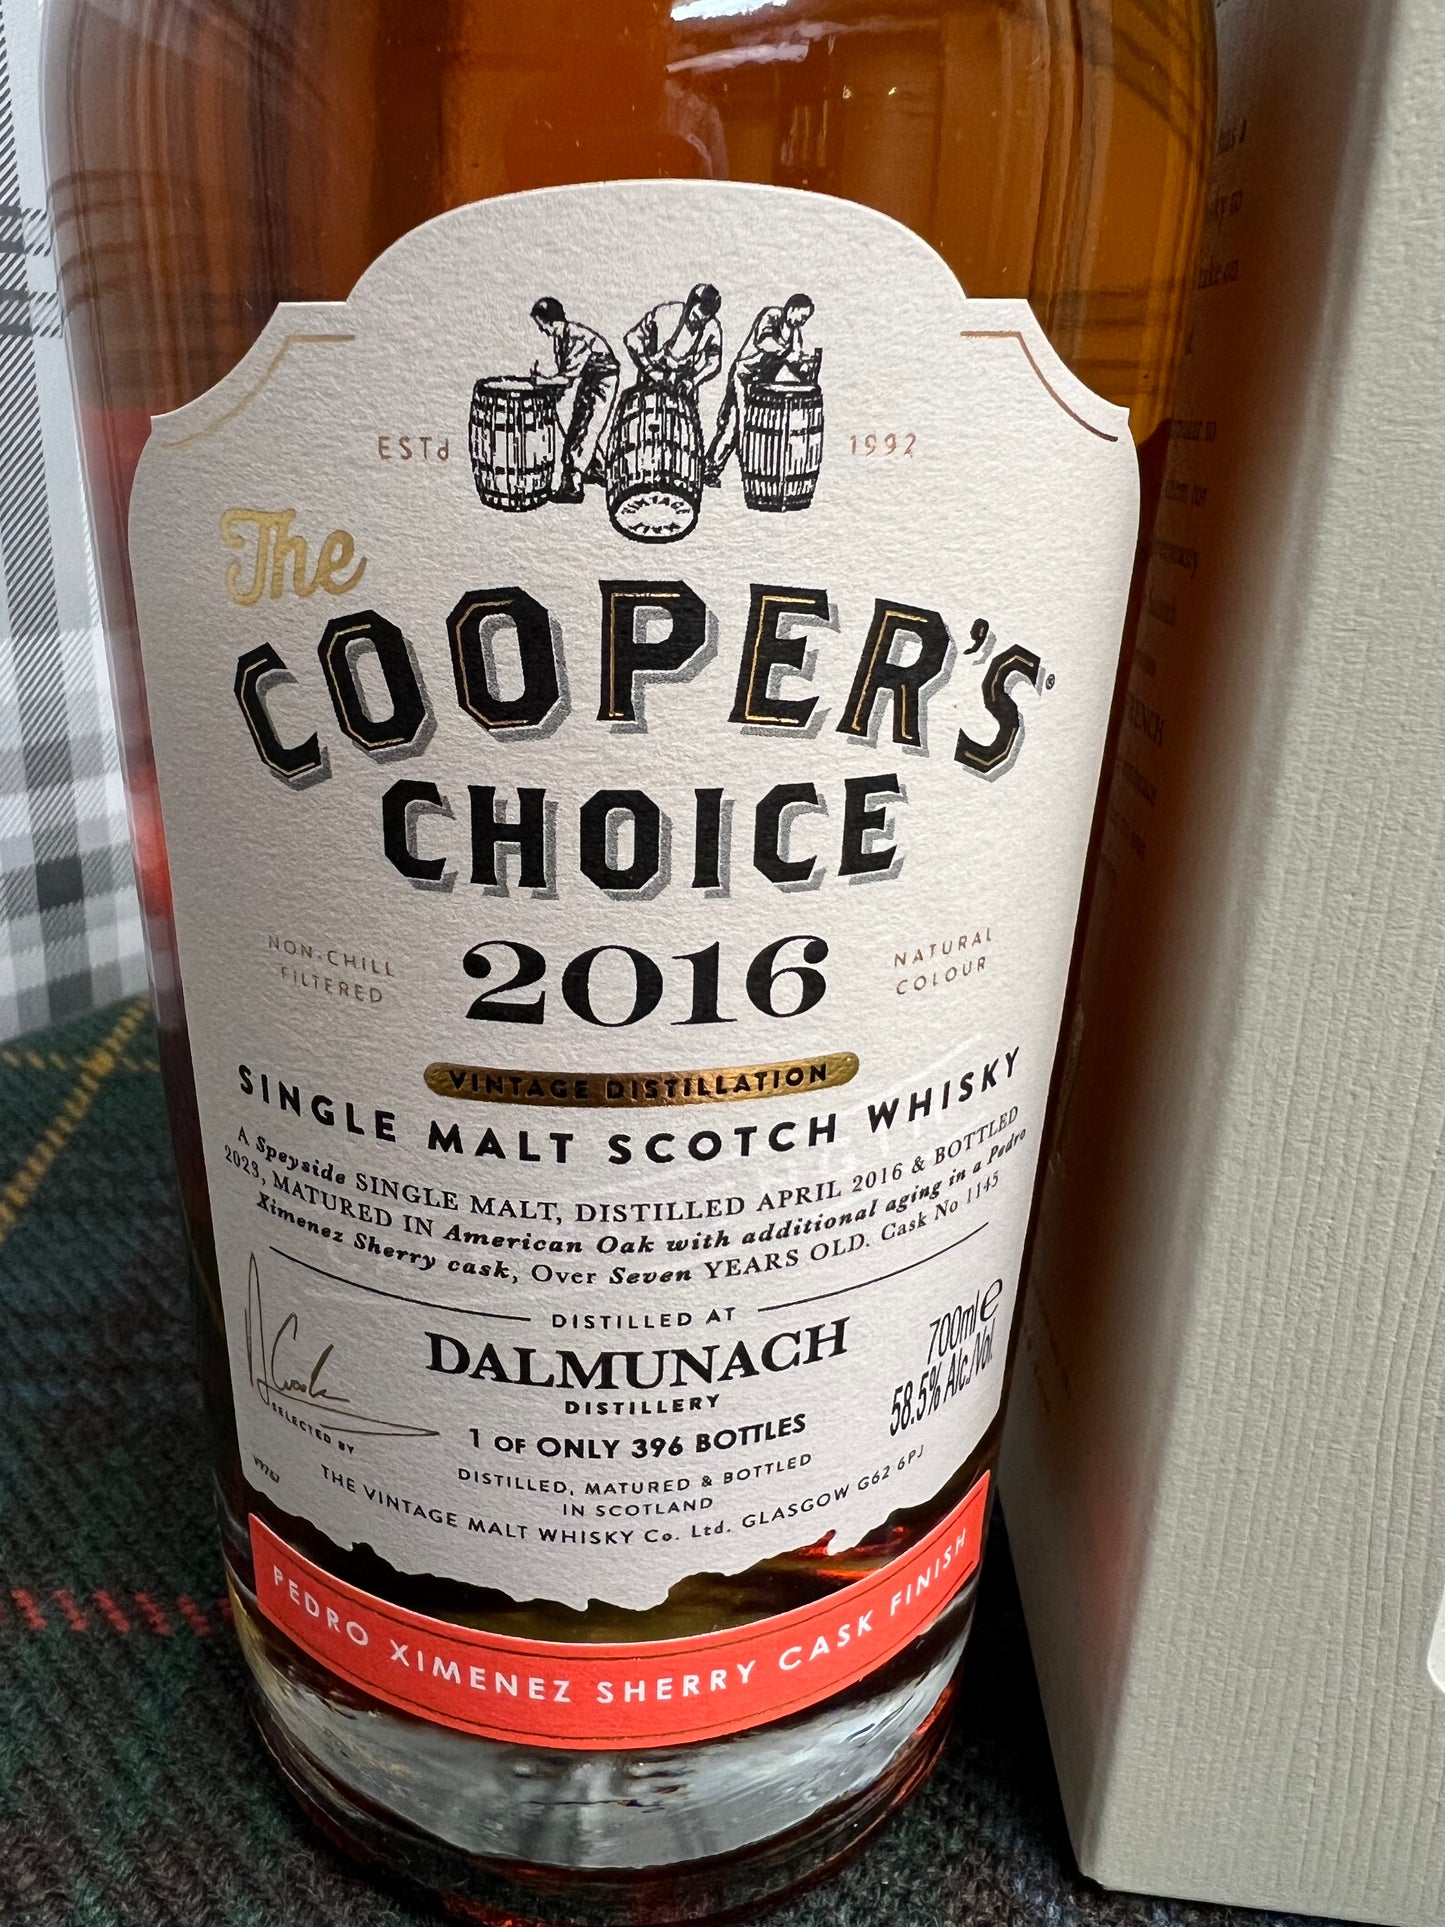 ESTd 1992
VINTAGE
MALT
The
COOPER'S®
CHOICE
NON-CHILL
FILTERED
2016
NATURAL
COLOUR
VINTAGE DISTILLATION
SINGLE MALT SCOTCH WHISKY
A Speyside SINGLE MALT, DISTILLED APRIL 2016 & BOTTLED
2023, MATURED IN American Oak with additional aging in a Pedro
Ximenez Sherry cask, Over Seven YEARS OLD. Cask No 1145
DISTILLED AT
DALMUNACH
DISTILLERY
700ml e
58.5% Alc./Vol.
SELECTED BY
1 OF ONLY 396 BOTTLES
DISTILLED, MATURED & BOTTLED
IN SCOTLAND
THE VINTAGE MALT WHISKY Co. Ltd. GLASGOW G62 6PJ
PEDRO XIMENEZ SHERRY CASK FINISH